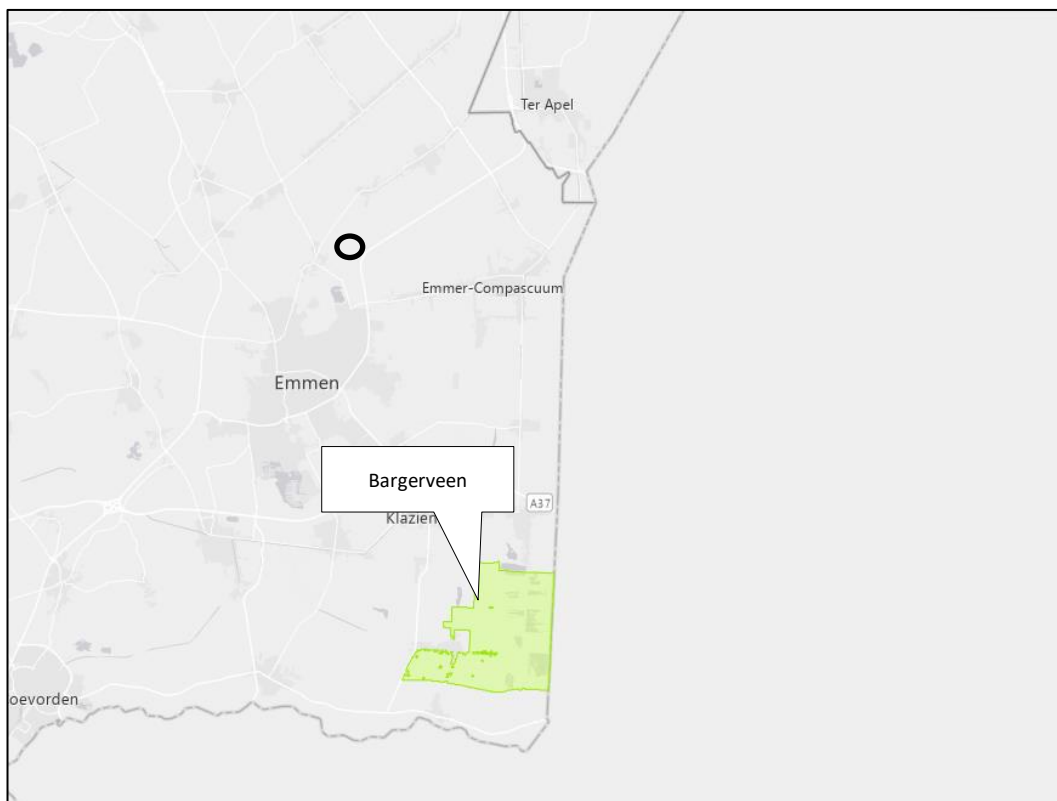 Ter Apel
Emmer-Compascuum
Emmen
Bargerveen
A37
Klazien
oevorden